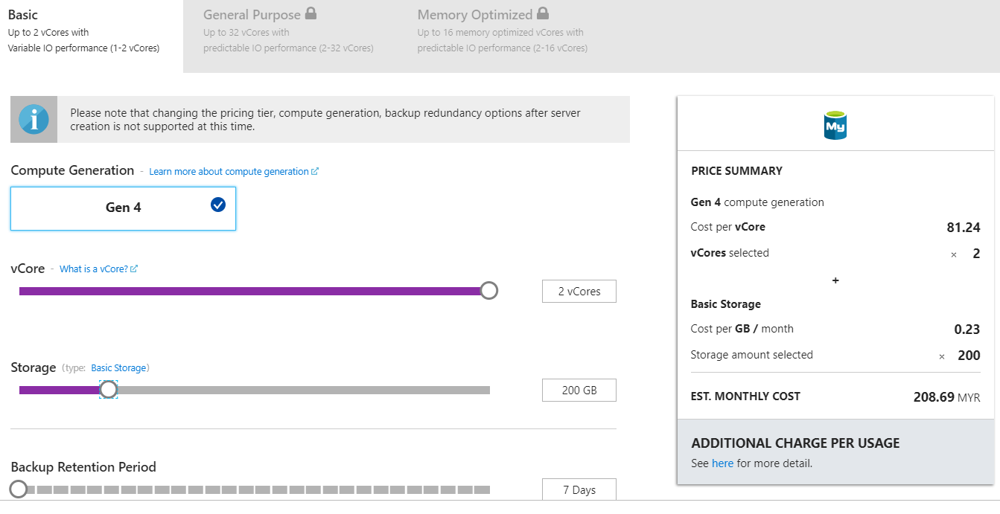 Basic
Up to 2 vCores with
Variable IO performance (1-2 vCores)
General Purpose
Up to 32 vCores with
predictable IO performance (2-32 vCores)
Memory Optimized
Up to 16 memory optimized vCores with
predictable IO performance (2-16 vCores)
Please note that changing the pricing tier, compute generation, backup redundancy options after server
creation is not supported at this time.
Compute Generation - Learn more about compute generation
Gen 4
vCore - What is a vCore?
2 vCores
Storage (type: Basic Storage)
200 GB
Backup Retention Period
7 Days
My
PRICE SUMMARY
Gen 4 compute generation
Cost per vCore 81.24
vCores selected × 2
+
Basic Storage
Cost per GB / month 0.23
Storage amount selected × 200
EST. MONTHLY COST 208.69 MYR
ADDITIONAL CHARGE PER USAGE
See here for more detail.